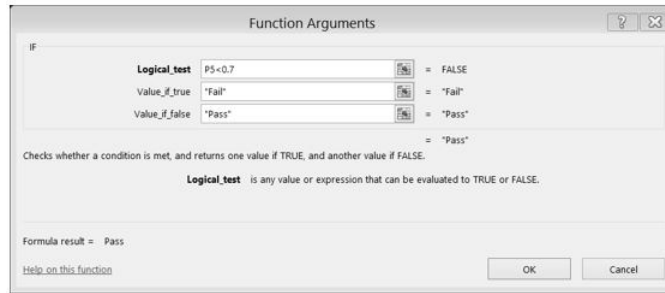 Function Arguments
?
IF
Logical_test P5<0.7 = FALSE
Value_if_true "Fail" = "Fail"
Value_if_false "Pass" = "Pass"
= "Pass"
Checks whether a condition is met, and returns one value if TRUE, and another value if FALSE.
Logical_test is any value or expression that can be evaluated to TRUE or FALSE.
Formula result = Pass
Help on this function
OK Cancel